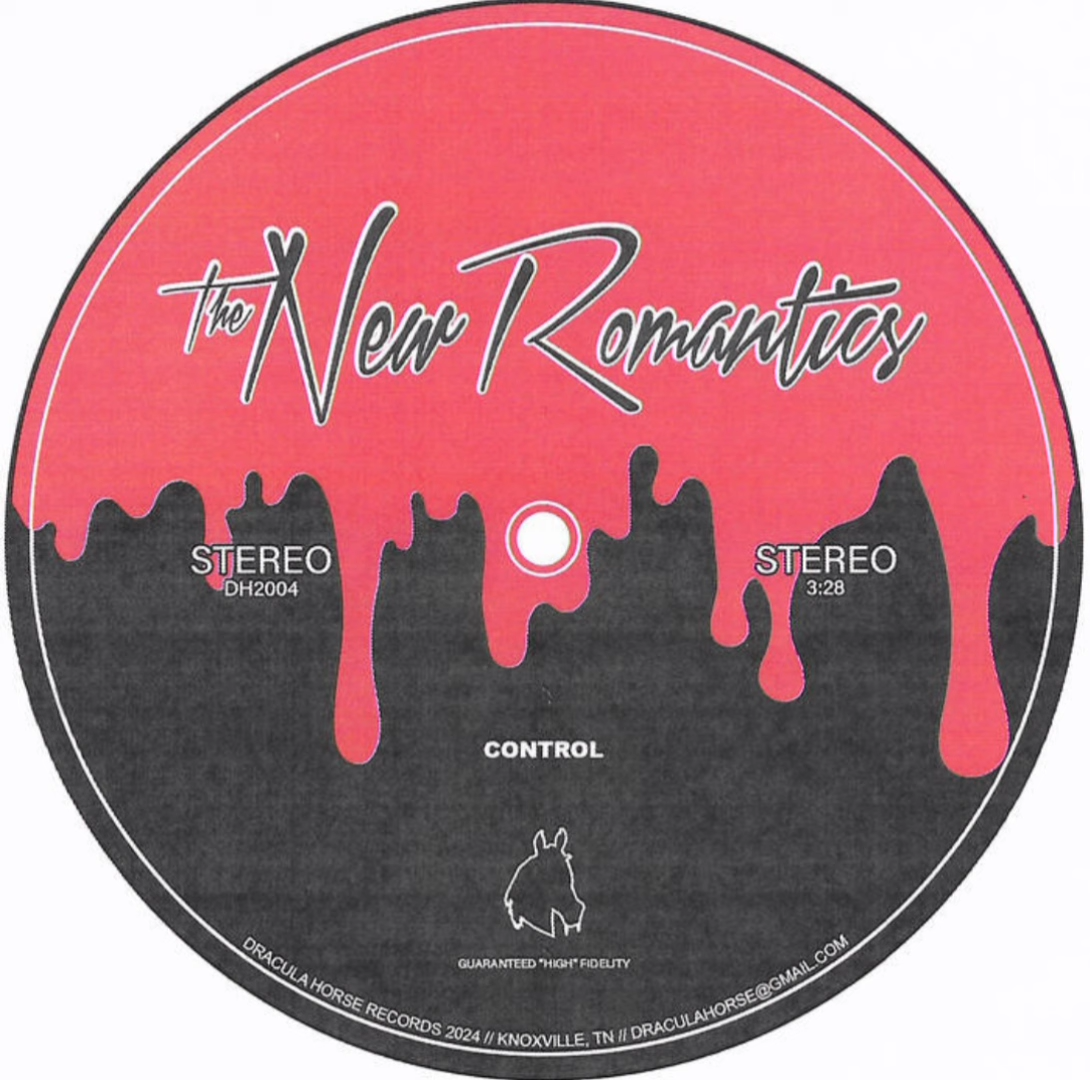 The New Romantics
STEREO
DH2004
STEREO
3:28
CONTROL
GUARANTEED "HIGH" FIDELITY
DRACULA HORSE RECORDS 2024 // KNOXVILLE, TN // DRACULAHORSE@GMAIL.COM